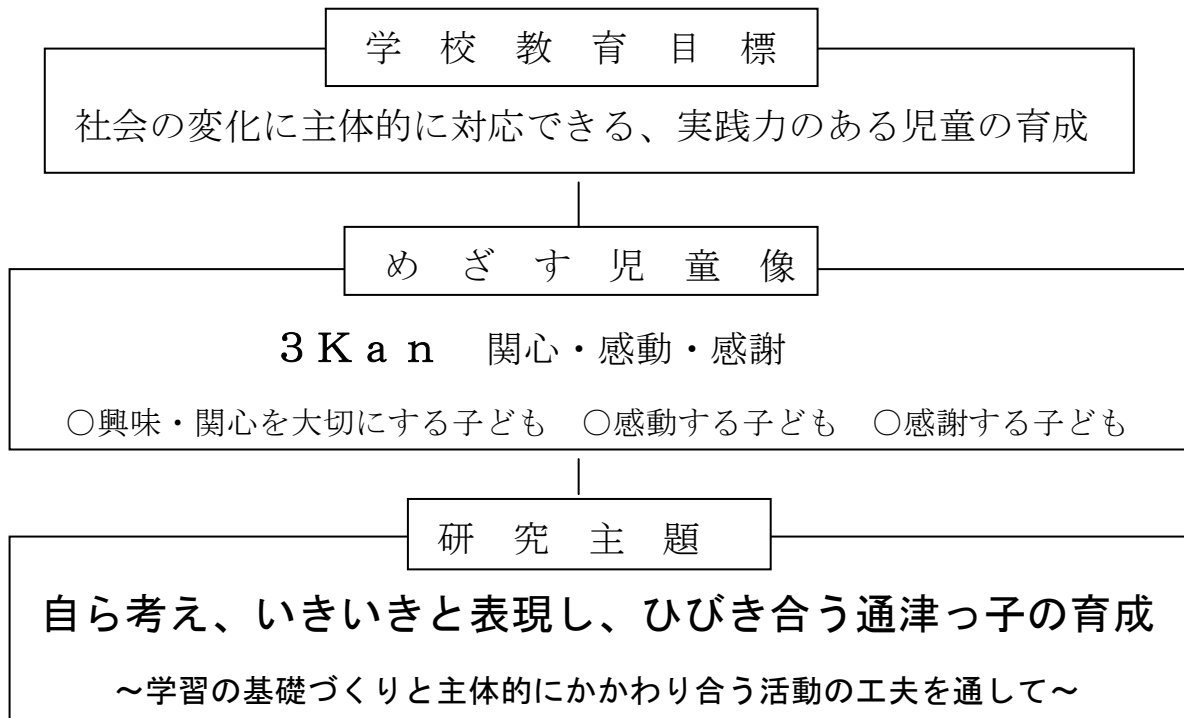 学校教育目標
社会の変化に主体的に対応できる、実践力のある児童の育成
めざす児童像
3Kan 関心・感動・感謝
○興味・関心を大切にする子ども ○感動する子ども ○感謝する子ども
研究主題
自ら考え、いきいきと表現し、ひびき合う通津っ子の育成
～学習の基礎づくりと主体的にかかわり合う活動の工夫を通して～